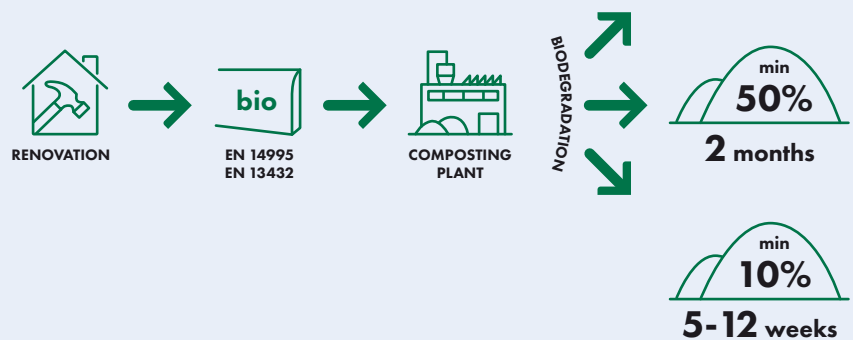 RENOVATION
bio
EN 14995
EN 13432
COMPOSTING
PLANT
BIODEGRADATION
min
50%
2 months
min
10%
5-12 weeks